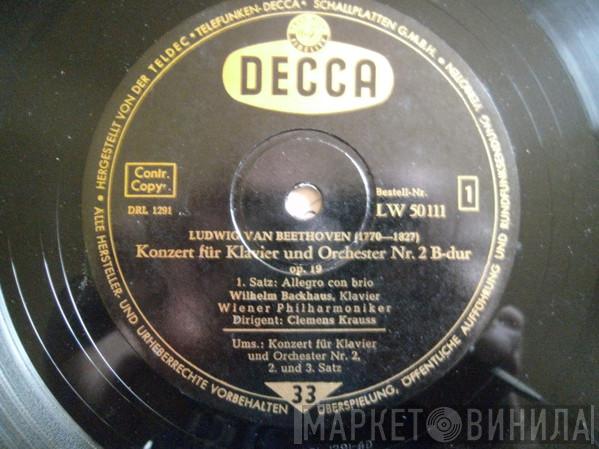 ALLE HERSTELLER- UND URHEBERRECHTE VORBEHALTEN • HERGESTELLT VON DER TELDEC • TELEFUNKEN-DECCA • SCHALLPLATTEN G.M.B.H.
DECCA
Contr.
Copy.
DRL 1291
Bestell-Nr.
LW 50111
1
LUDWIG VAN BEETHOVEN (1770—1827)
Konzert für Klavier und Orchester Nr. 2 B-dur
op. 19
1. Satz: Allegro con brio
Wilhelm Backhaus, Klavier
Wiener Philharmoniker
Dirigent: Clemens Krauss
Ums.: Konzert für Klavier
und Orchester Nr. 2,
2. und 3. Satz
33
ÜBERSPIELUNG, ÖFFENTLICHE AUFFÜHRUNG UND RUNDFUNKSENDUNG VERBOTEN
МАРКЕТ ВИНИЛА